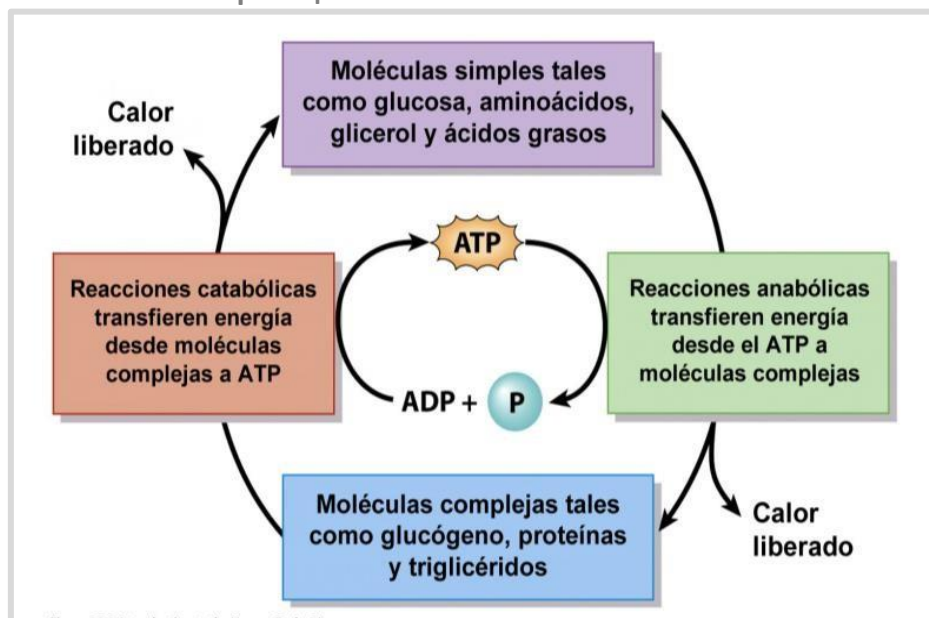 Moléculas simples tales
como glucosa, aminoácidos,
glicerol y ácidos grasos
Calor
liberado
ATP
Reacciones catabólicas
transfieren energía
desde moléculas
complejas a ATP
Reacciones anabólicas
transfieren energía
desde el ATP a
moléculas complejas
ADP + P
Moléculas complejas tales
como glucógeno, proteínas
y triglicéridos
Calor
liberado